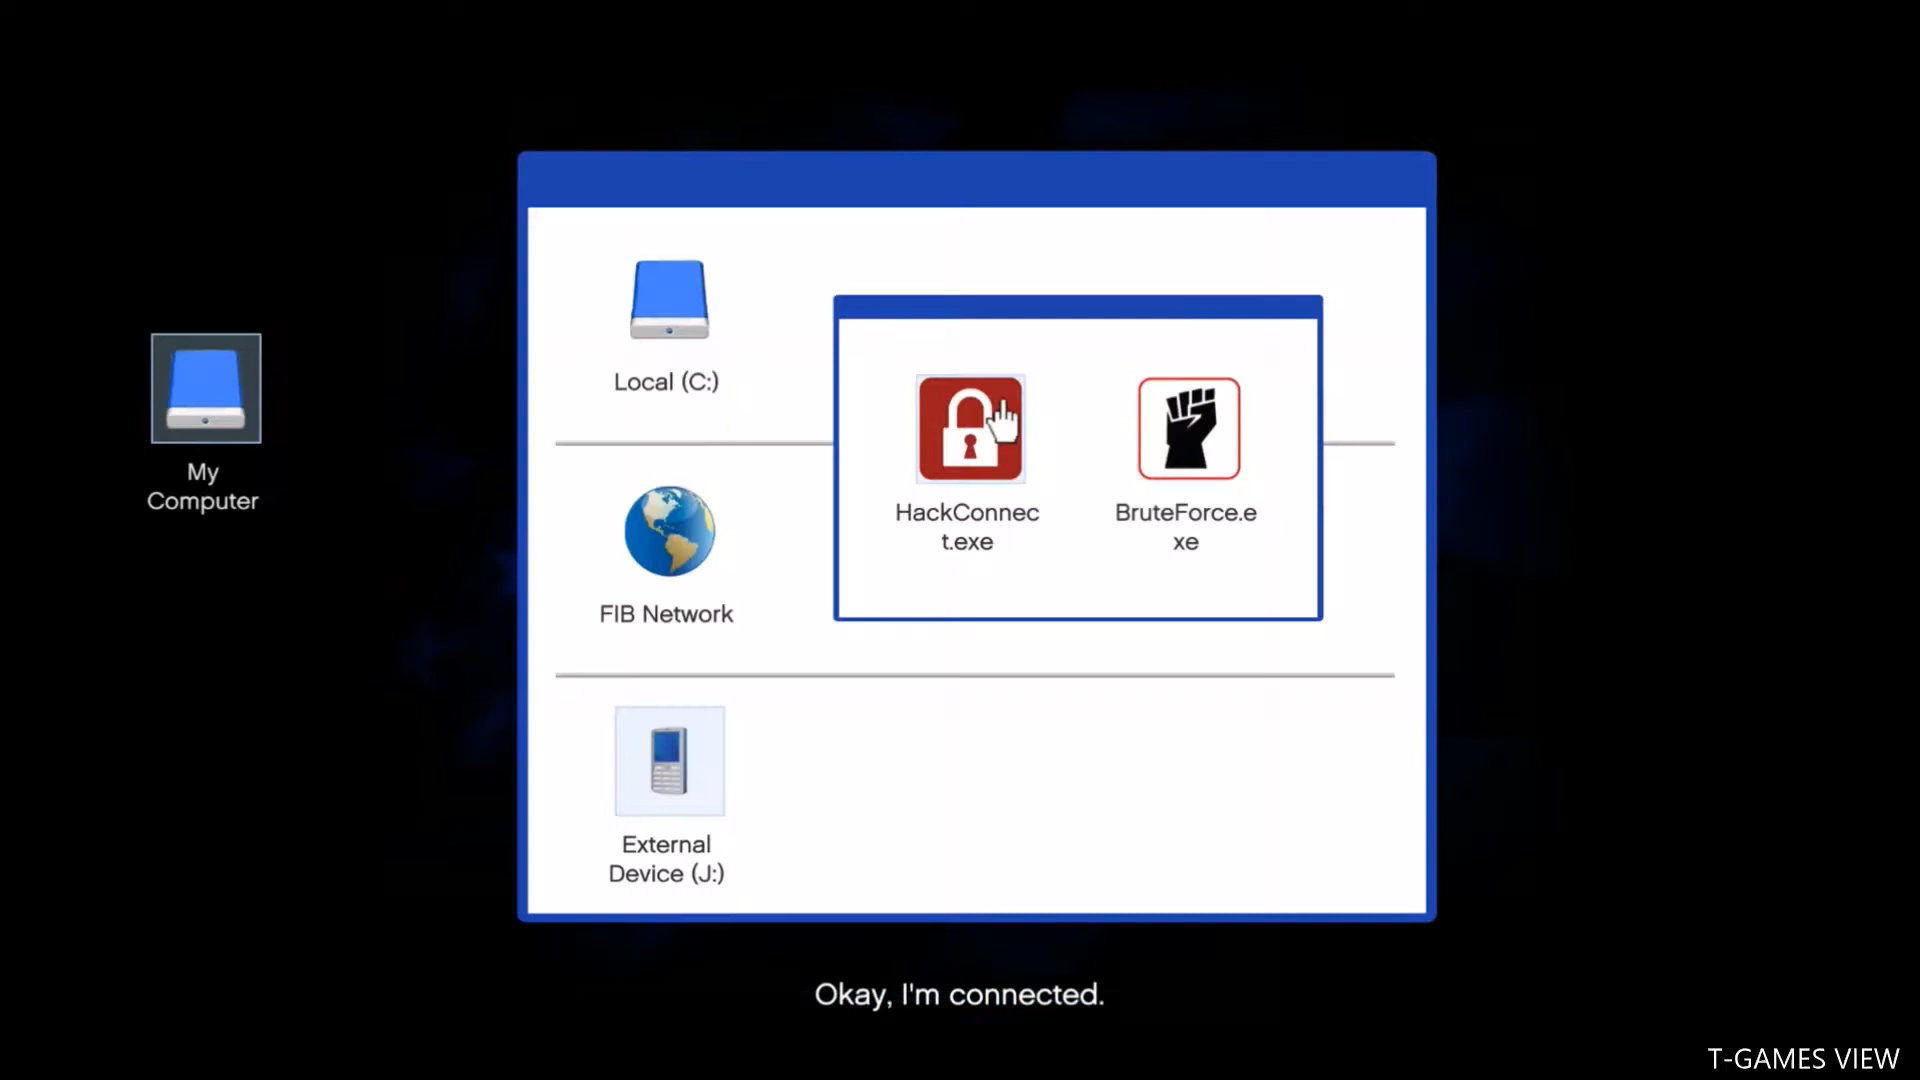 My
Computer
Local (C:)
HackConnec
t.exe
BruteForce.e
xe
FIB Network
External
Device (J:)
Okay, I'm connected.
T-GAMES VIEW